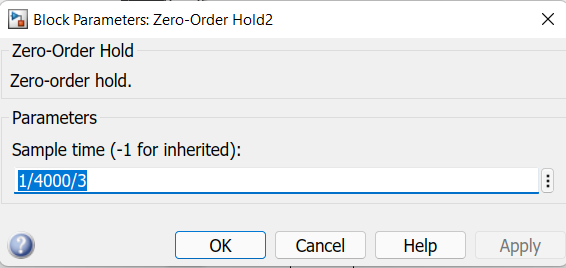 Block Parameters: Zero-Order Hold2
Zero-Order Hold
Zero-order hold.
Parameters
Sample time (-1 for inherited):
1/4000/3
OK Cancel Help Apply